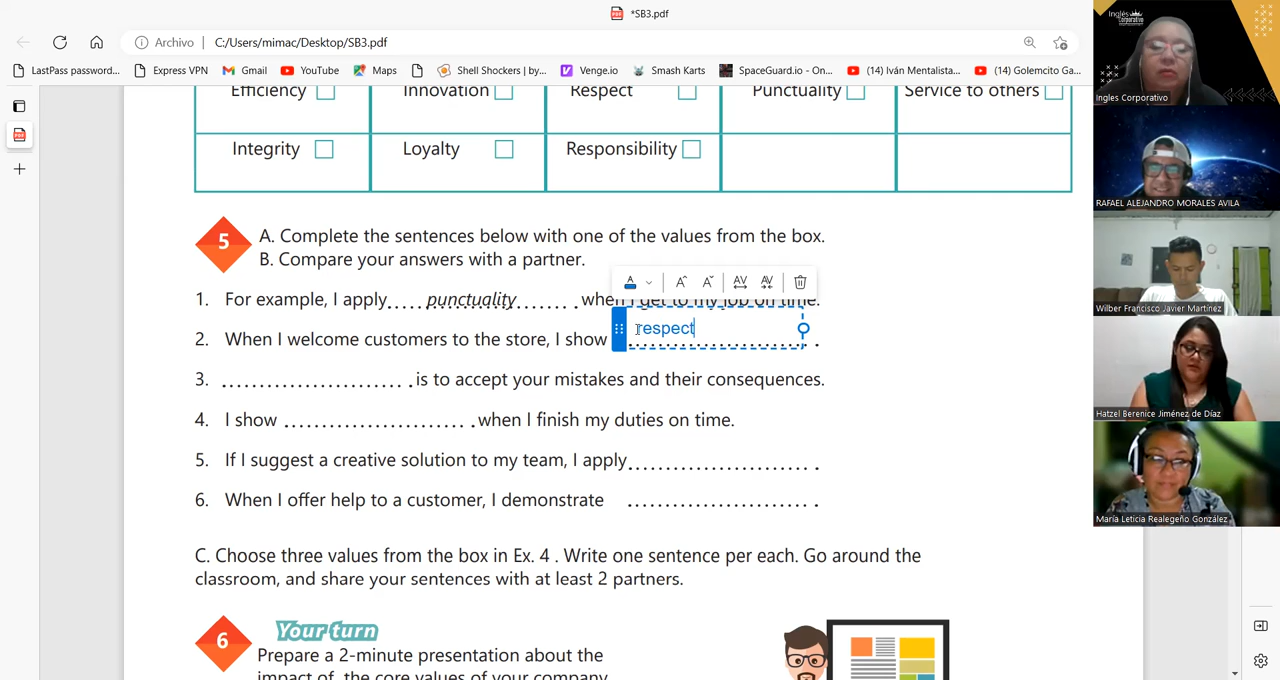 *SB3.pdf
Archivo
C:/Users/mimac/Desktop/SB3.pdf
LastPass password...
Express VPN
Gmail
YouTube
Maps
Shell Shockers | by...
Venge.io
Smash Karts
SpaceGuard.io - On...
(14) Iván Mentalista...
(14) Golemcito Ga...
Efficiency
Innovation
Respect
Punctuality
Service to others
Integrity
Loyalty
Responsibility
5
A. Complete the sentences below with one of the values from the box.
B. Compare your answers with a partner.
1. For example, I apply.....punctuality....... .when I get to my job on time.
2. When I welcome customers to the store, I show respect
3. ........................ is to accept your mistakes and their consequences.
4. I show ........................ .when I finish my duties on time.
5. If I suggest a creative solution to my team, I apply........................ .
6. When I offer help to a customer, I demonstrate ........................ .
C. Choose three values from the box in Ex. 4 . Write one sentence per each. Go around the
classroom, and share your sentences with at least 2 partners.
6
Your turn
Prepare a 2-minute presentation about the
impact of the core values of your company
Inglés
Corporativo
Ingles Corporativo
RAFAEL ALEJANDRO MORALES AVILA
Wilber Francisco Javier Martinez
Hatzel Berenice Jiménez de Díaz
María Leticia Realegeño González